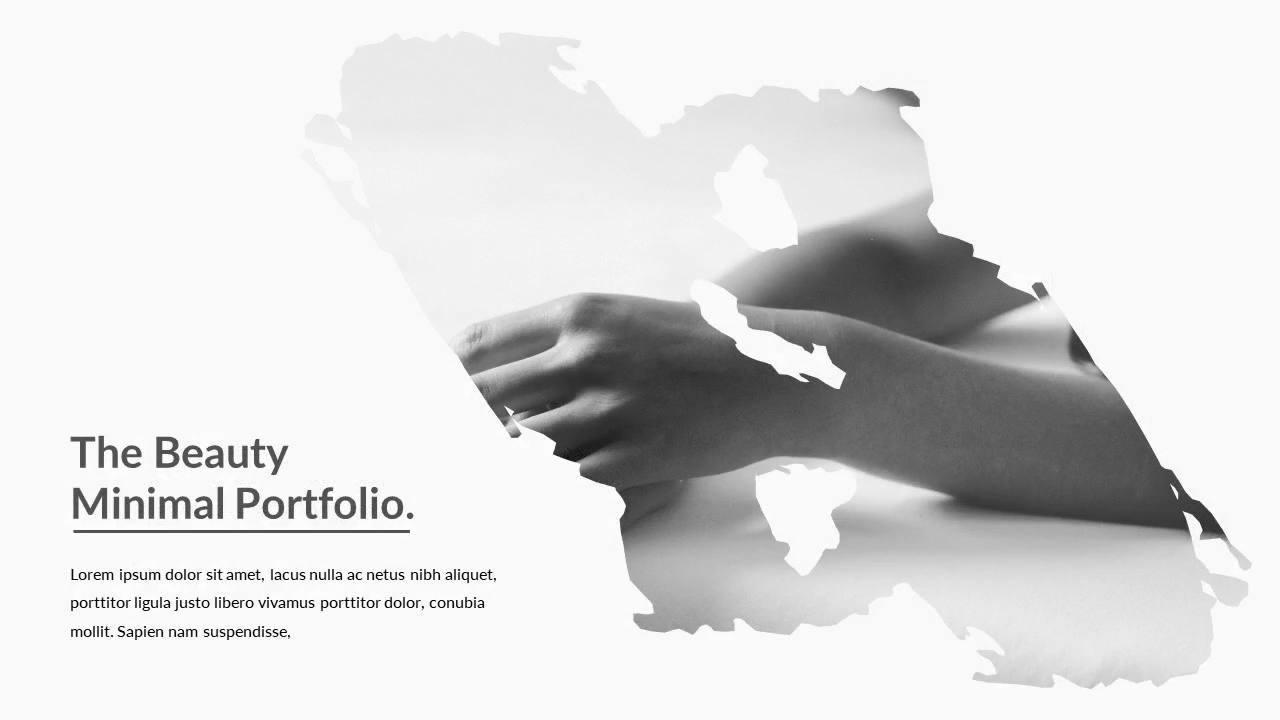 The Beauty
Minimal Portfolio.
Lorem ipsum dolor sit amet, lacus nulla ac netus nibh aliquet,
porttitor ligula justo libero vivamus porttitor dolor, conubia
mollit. Sapien nam suspendisse,